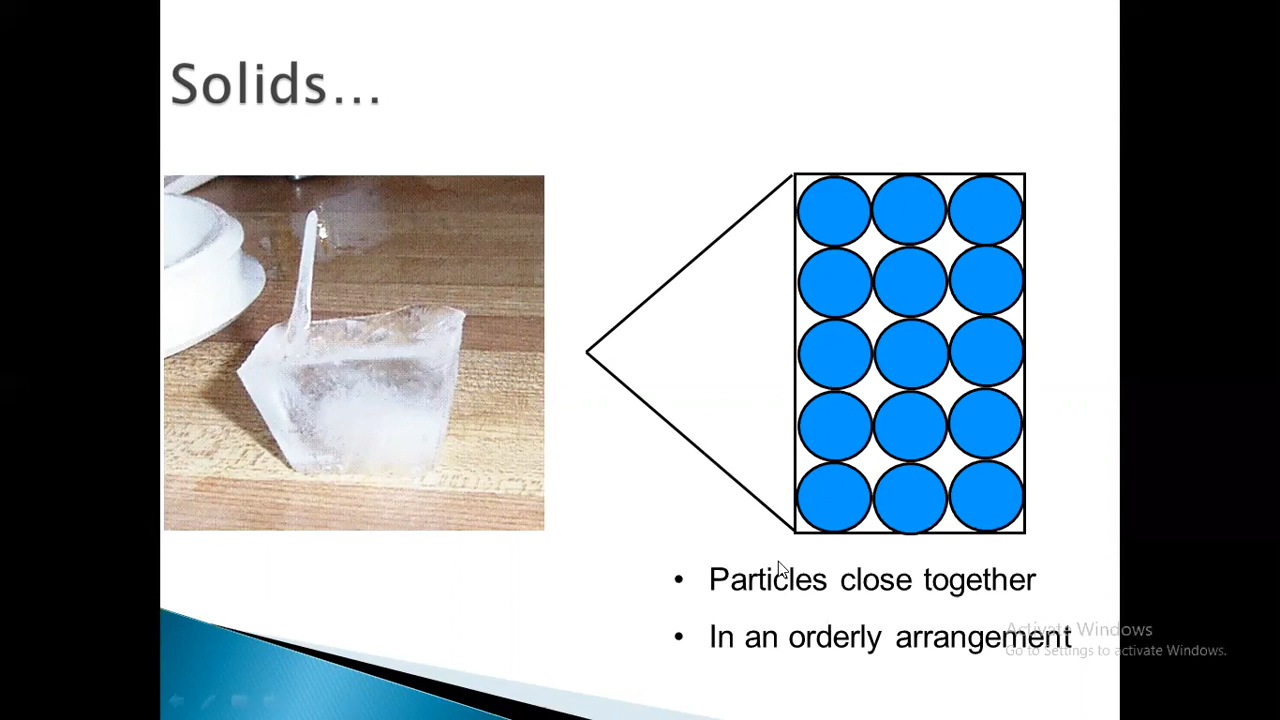 Solids...
• Particles close together
• In an orderly arrangement
Activate Windows
Go to Settings to activate Windows.